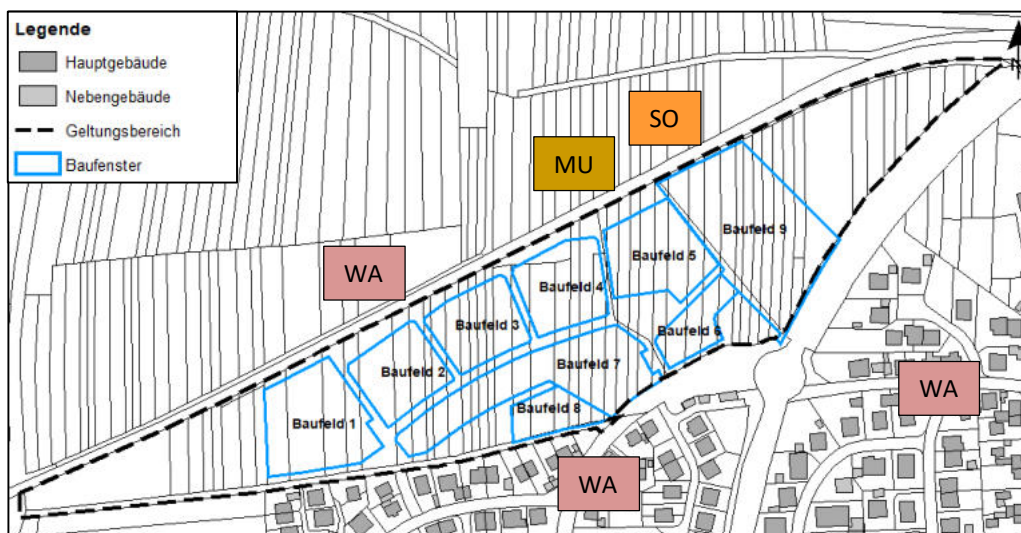 Legende
Hauptgebäude
Nebengebäude
Geltungsbereich
Baufenster
SO
MU
WA
Baufeld 9
Baufeld 5
Baufeld 4
Baufeld 3
Baufeld 6
Baufeld 7
Baufeld 2
Baufeld 8
Baufeld 1
WA
WA